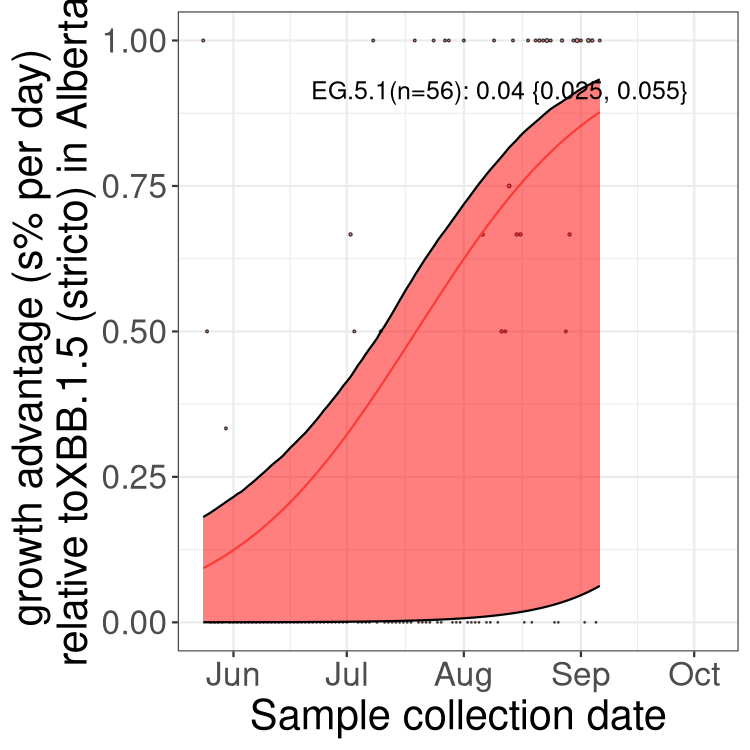 growth advantage (s% per day)
relative toXBB.1.5 (stricto) in Alberta
1.00
0.75
0.50
0.25
0.00
EG.5.1(n=56): 0.04 {0.025, 0.055}
Jun Jul Aug Sep Oct
Sample collection date